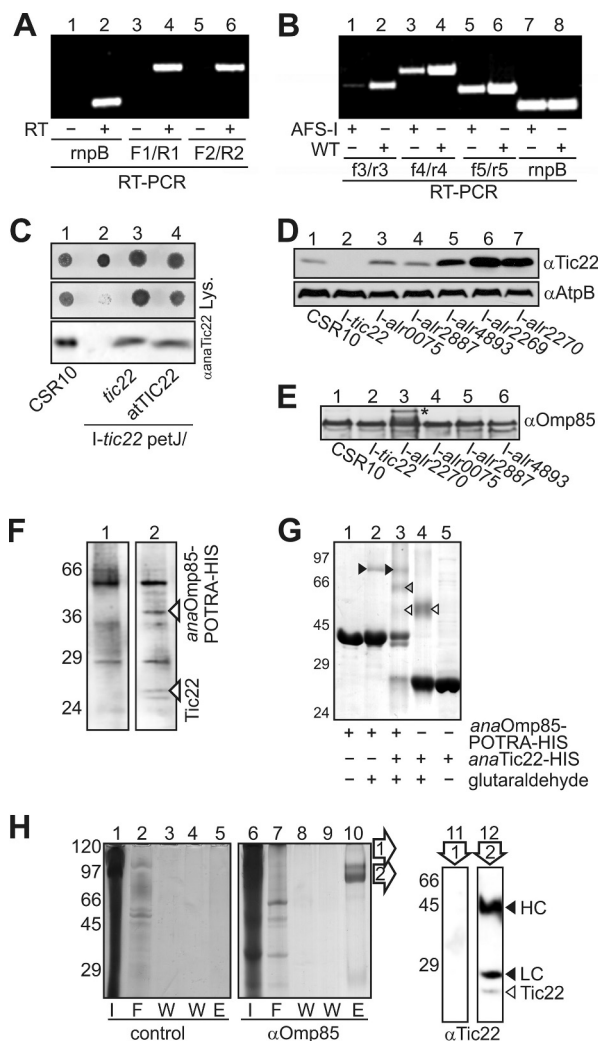 A
1 2 3 4 5 6
RT – + – + – +
rnpB F1/R1 F2/R2
RT-PCR
B
1 2 3 4 5 6 7 8
AFS-I + + + +
WT + + + +
f3/r3 f4/r4 f5/r5 rnpB
RT-PCR
C
1 2 3 4
Lys.
αanaTic22
CSR10 tic22 atTIC22
I-tic22 petJ/
D
1 2 3 4 5 6 7
αTic22
αAtpB
CSR10 I-tic22 I-alr0075 I-alr2887 I-alr4893 I-alr2269 I-alr2270
E
1 2 3 4 5 6
*
αOmp85
CSR10 I-tic22 I-alr2270 I-alr0075 I-alr2887 I-alr4893
F
1 2
66
36
29
24
anaOmp85-
POTRA-HIS
Tic22
G
1 2 3 4 5
97
66
45
29
24
+ + + – – anaOmp85-
POTRA-HIS
– – + + + anaTic22-HIS
– + + + – glutaraldehyde
H
1 2 3 4 5 6 7 8 9 10
120
97
66
45
29
I F W W E I F W W E
control αOmp85
1
2
11 12
1 2
66
45
29
HC
LC
Tic22
αTic22